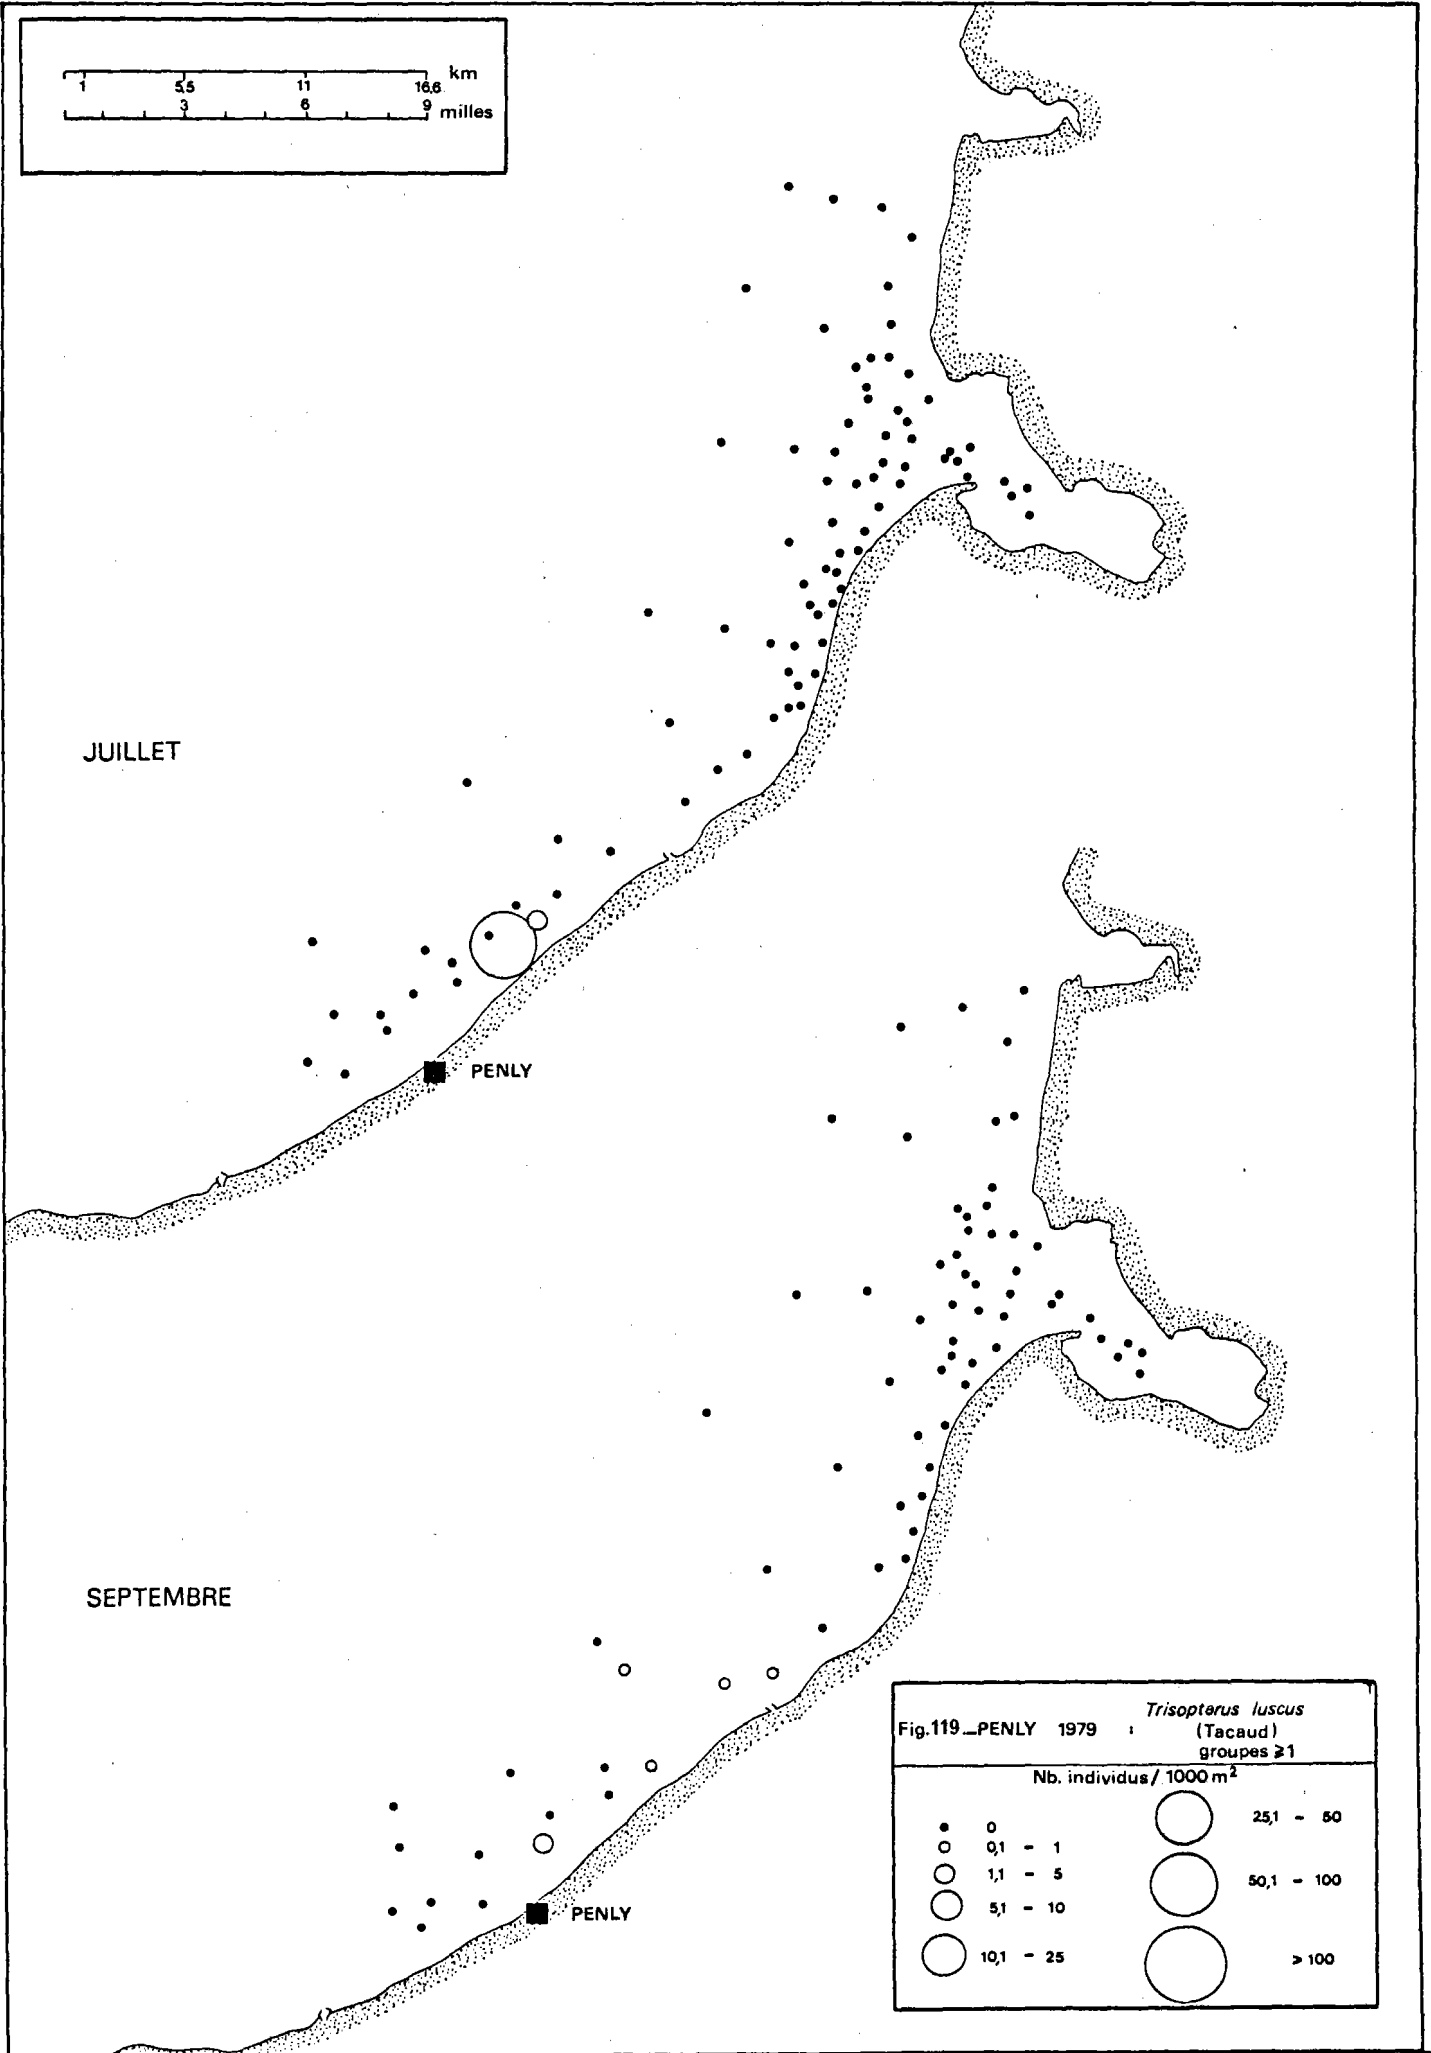 km
1 5,5 11 16,6
3 6 9
milles
JUILLET
PENLY
SEPTEMBRE
PENLY
Fig.119_PENLY 1979 :
Trisopterus luscus
(Tacaud)
groupes ⩾1
Nb. individus / 1000 m²
0
0,1 - 1
1,1 - 5
5,1 - 10
10,1 - 25
25,1 - 50
50,1 - 100
> 100